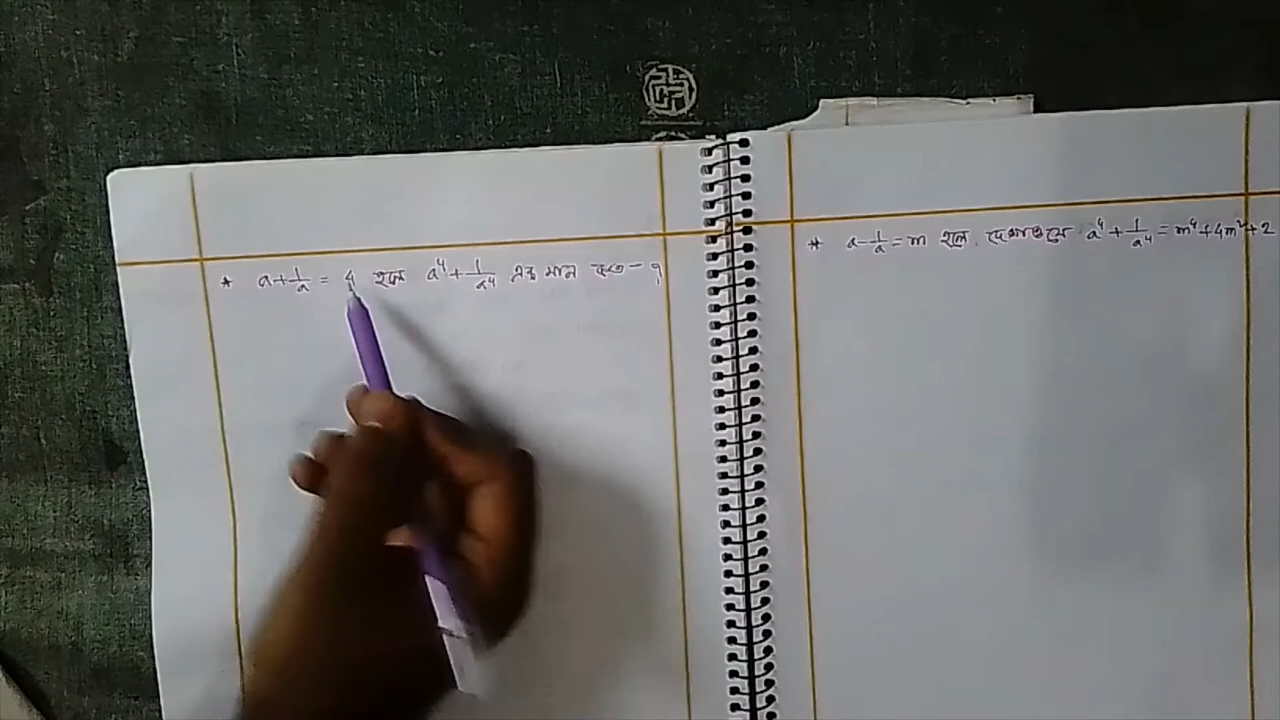 * a+1/a = 4 হলে a⁴+1/a⁴ এর মান কত-?
* a-1/a = m হলে, দেখাও যে, a⁴+1/a⁴ = m⁴+4m²+2